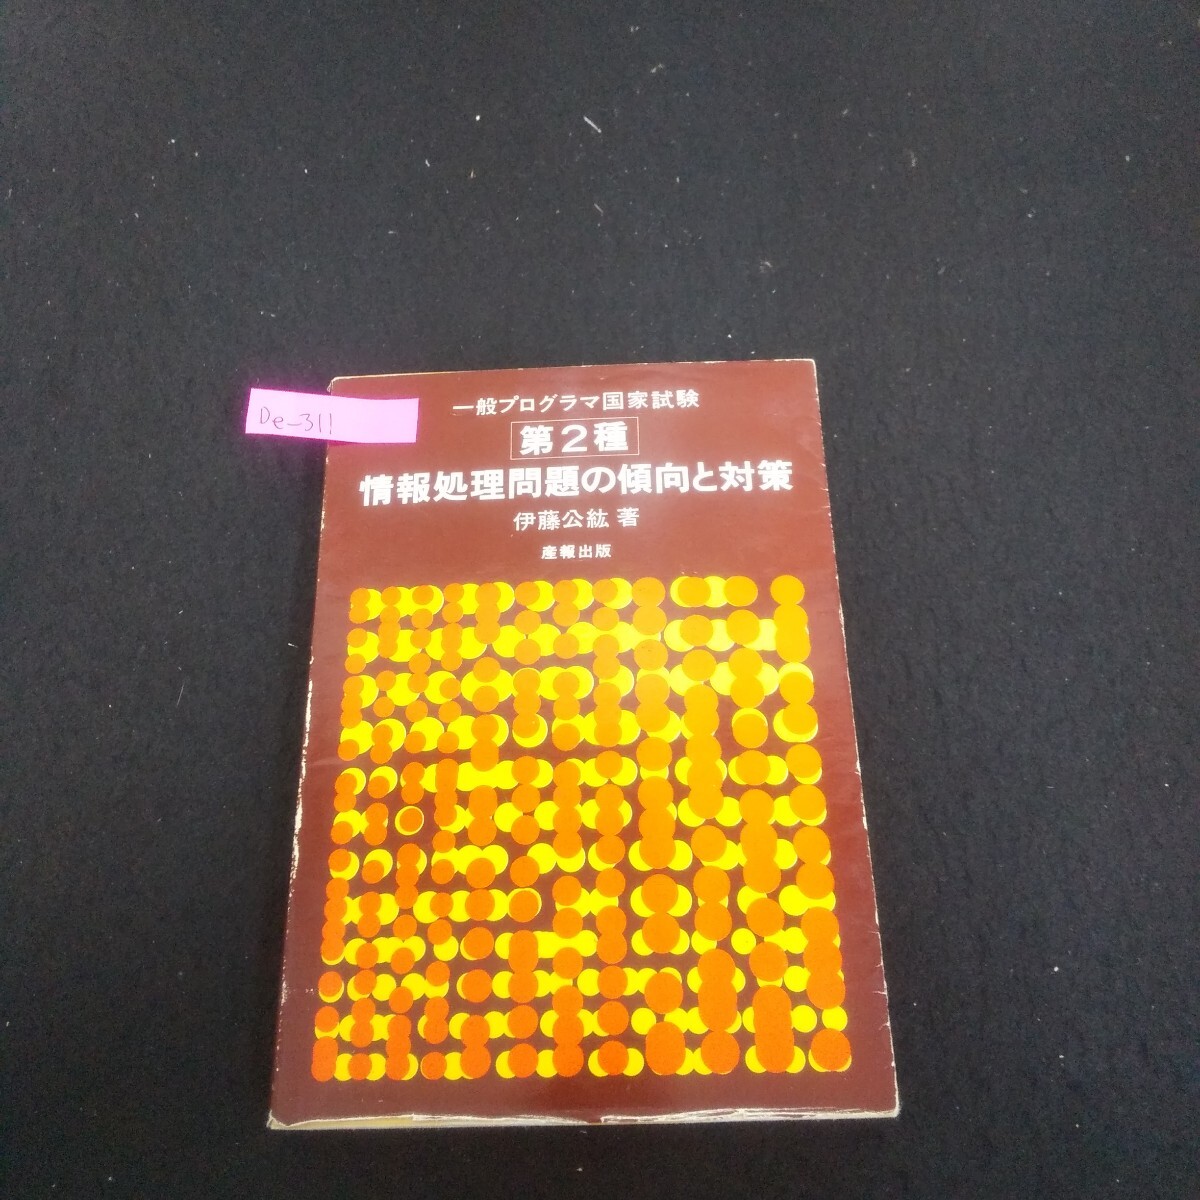 De-311
一般プログラマ国家試験
第2種
情報処理問題の傾向と対策
伊藤公紘 著
産報出版